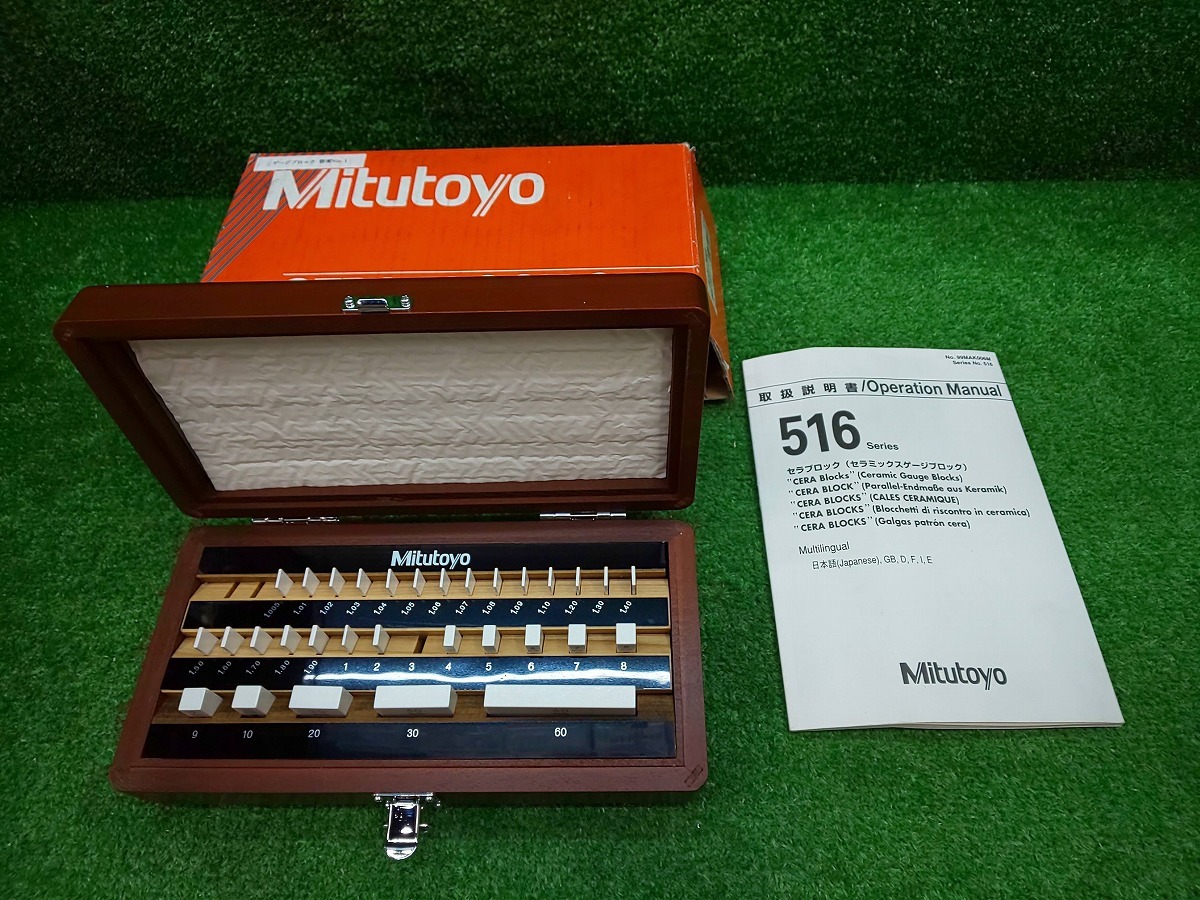 Mitutoyo
No. 99MAK006M
Series No. 516
取扱説明書/Operation Manual
516 Series
セラブロック (セラミックスゲージブロック)
"CERA Blocks" (Ceramic Gauge Blocks)
"CERA BLOCK" (Parallel-Endmaße aus Keramik)
"CERA BLOCKS" (CALES CERAMIQUE)
"CERA BLOCKS" (Blocchetti di riscontro in ceramica)
"CERA BLOCKS" (Galgas patrón cera)
Multilingual
日本語(Japanese), GB, D, F, I, E
Mitutoyo
Mitutoyo
1.005 1.01 1.02 1.03 1.04 1.05 1.06 1.07 1.08 1.09 1.10 1.20 1.30 1.40
1.50 1.60 1.70 1.80 1.90 1 2 3 4 5 6 7 8
9 10 20 30 60